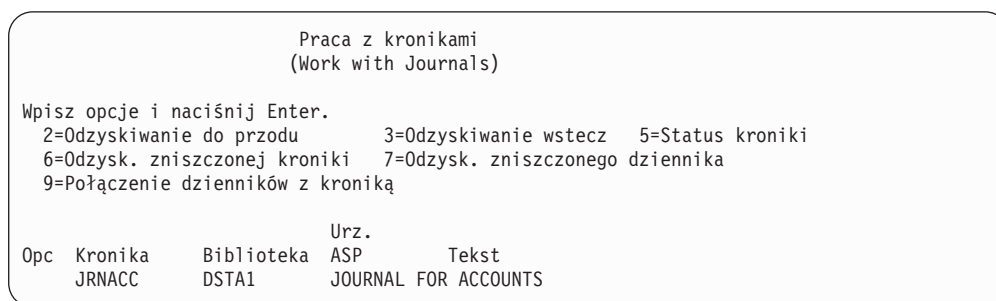 Praca z kronikami
(Work with Journals)
Wpisz opcje i naciśnij Enter.
2=Odzyskiwanie do przodu 3=Odzyskiwanie wstecz 5=Status kroniki
6=Odzysk. zniszczonej kroniki 7=Odzysk. zniszczonego dziennika
9=Połączenie dzienników z kroniką
Urz.
Opc Kronika Biblioteka ASP Tekst
JRNACC DSTA1 JOURNAL FOR ACCOUNTS